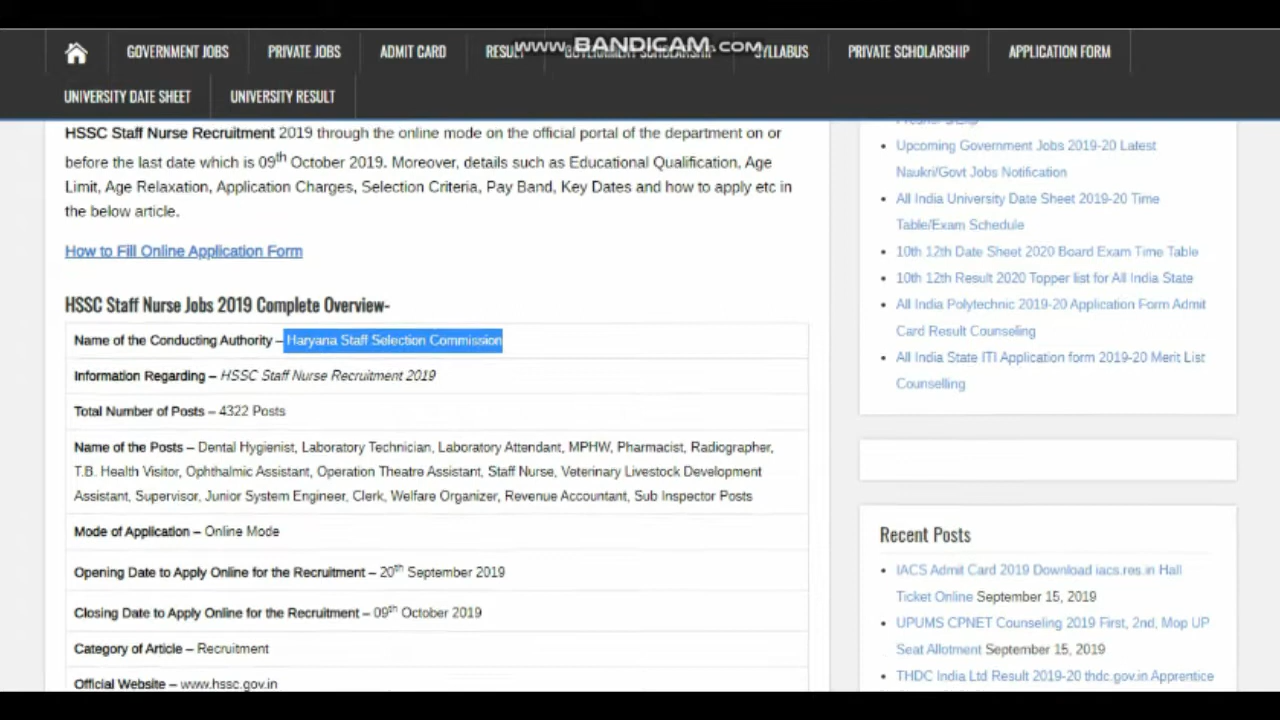 www.BANDICAM.com
GOVERNMENT JOBS PRIVATE JOBS ADMIT CARD RESULT GOVERNMENT SCHOLARSHIP SYLLABUS PRIVATE SCHOLARSHIP APPLICATION FORM
UNIVERSITY DATE SHEET UNIVERSITY RESULT
HSSC Staff Nurse Recruitment 2019 through the online mode on the official portal of the department on or
before the last date which is 09th October 2019. Moreover, details such as Educational Qualification, Age
Limit, Age Relaxation, Application Charges, Selection Criteria, Pay Band, Key Dates and how to apply etc in
the below article.
How to Fill Online Application Form
HSSC Staff Nurse Jobs 2019 Complete Overview-
Name of the Conducting Authority – Haryana Staff Selection Commission
Information Regarding – HSSC Staff Nurse Recruitment 2019
Total Number of Posts – 4322 Posts
Name of the Posts – Dental Hygienist, Laboratory Technician, Laboratory Attendant, MPHW, Pharmacist, Radiographer,
T.B. Health Visitor, Ophthalmic Assistant, Operation Theatre Assistant, Staff Nurse, Veterinary Livestock Development
Assistant, Supervisor, Junior System Engineer, Clerk, Welfare Organizer, Revenue Accountant, Sub Inspector Posts
Mode of Application – Online Mode
Opening Date to Apply Online for the Recruitment – 20th September 2019
Closing Date to Apply Online for the Recruitment – 09th October 2019
Category of Article – Recruitment
Official Website – www.hssc.gov.in
Upcoming Government Jobs 2019-20 Latest
Naukri/Govt Jobs Notification
All India University Date Sheet 2019-20 Time
Table/Exam Schedule
10th 12th Date Sheet 2020 Board Exam Time Table
10th 12th Result 2020 Topper list for All India State
All India Polytechnic 2019-20 Application Form Admit
Card Result Counseling
All India State ITI Application form 2019-20 Merit List
Counselling
Recent Posts
IACS Admit Card 2019 Download iacs.res.in Hall
Ticket Online September 15, 2019
UPUMS CPNET Counseling 2019 First, 2nd, Mop UP
Seat Allotment September 15, 2019
THDC India Ltd Result 2019-20 thdc.gov.in Apprentice